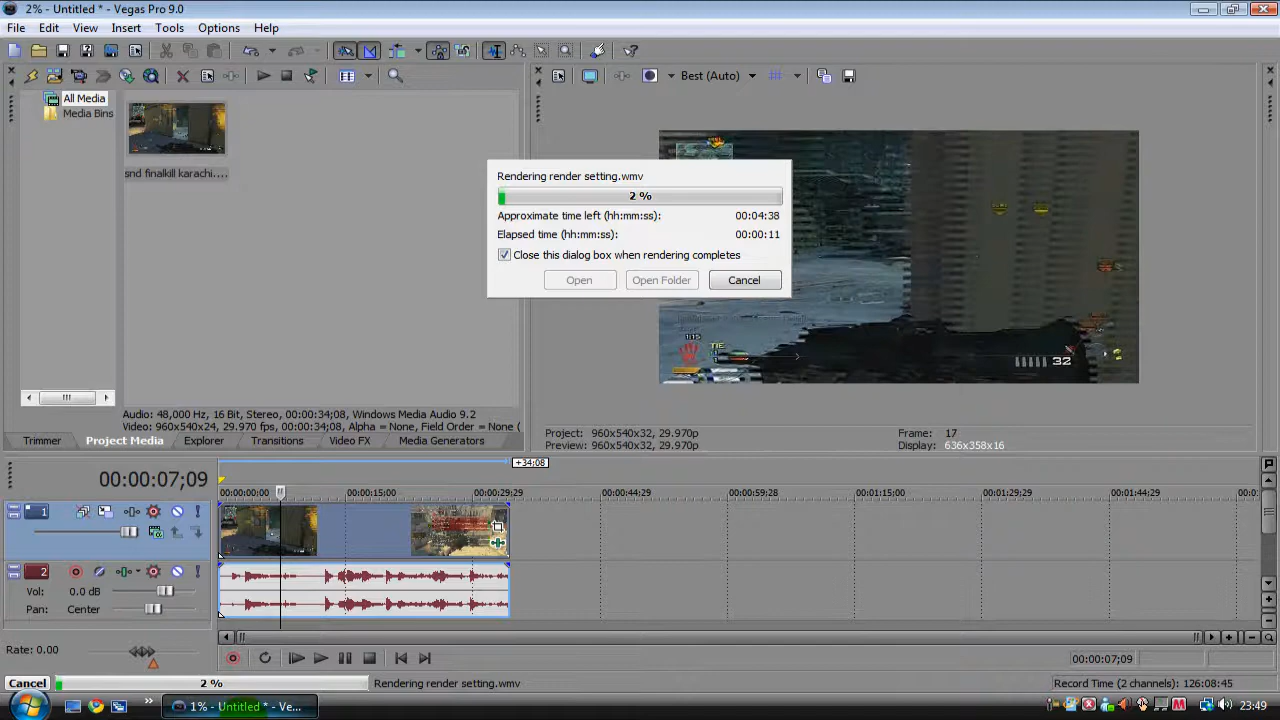 2% - Untitled * - Vegas Pro 9.0
File Edit View Insert Tools Options Help
Best (Auto)
All Media
Media Bins
snd finalkill karachi....
Rendering render setting.wmv
2 %
Approximate time left (hh:mm:ss): 00:04:38
Elapsed time (hh:mm:ss): 00:00:11
Close this dialog box when rendering completes
Open Open Folder Cancel
TIE
32
Audio: 48,000 Hz, 16 Bit, Stereo, 00:00:34;08, Windows Media Audio 9.2
Video: 960x540x24, 29.970 fps, 00:00:34;08, Alpha = None, Field Order = None (
Trimmer Project Media Explorer Transitions Video FX Media Generators
Project: 960x540x32, 29.970p Frame: 17
Preview: 960x540x32, 29.970p Display: 636x358x16
+34;08
00:00:07;09
00:00:00;00 00:00:15;00 00:00:29;29 00:00:44;29 00:00:59;28 00:01:15;00 00:01:29;29 00:01:44;29 00:0:
1
2
Vol: 0.0 dB
Pan: Center
Rate: 0.00
00:00:07;09
Cancel 2 % Rendering render setting.wmv Record Time (2 channels): 126:08:45
1% - Untitled * - Ve... 23:49